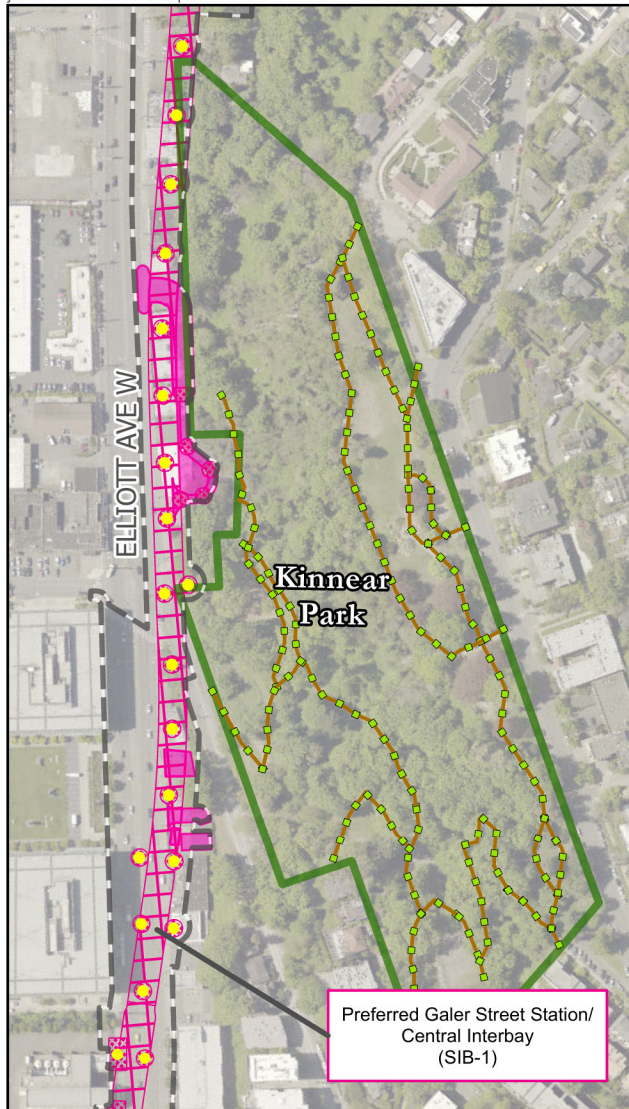 ELLIOTT AVE W
Kinnear
Park
Preferred Galer Street Station/
Central Interbay
(SIB-1)